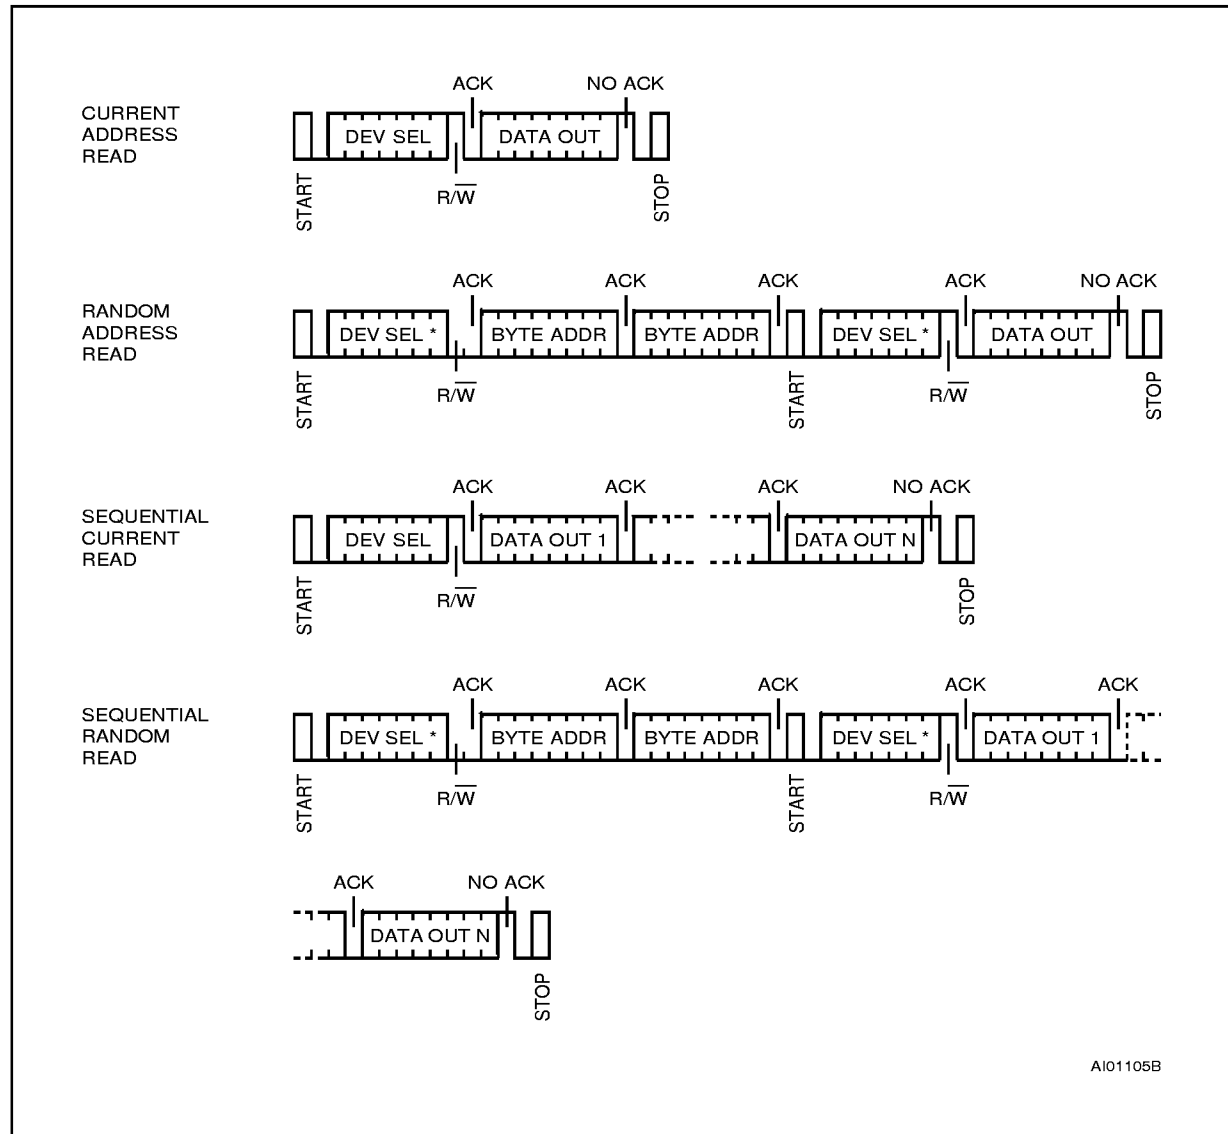 ACK NO ACK
CURRENT
ADDRESS
READ
DEV SEL DATA OUT
START R/W̅ STOP
ACK ACK ACK ACK NO ACK
RANDOM
ADDRESS
READ
DEV SEL * BYTE ADDR BYTE ADDR DEV SEL * DATA OUT
START R/W̅ START R/W̅ STOP
ACK ACK ACK NO ACK
SEQUENTIAL
CURRENT
READ
DEV SEL DATA OUT 1 DATA OUT N
START R/W̅ STOP
ACK ACK ACK ACK ACK
SEQUENTIAL
RANDOM
READ
DEV SEL * BYTE ADDR BYTE ADDR DEV SEL * DATA OUT 1
START R/W̅ START R/W̅
ACK NO ACK
DATA OUT N
STOP
AI01105B